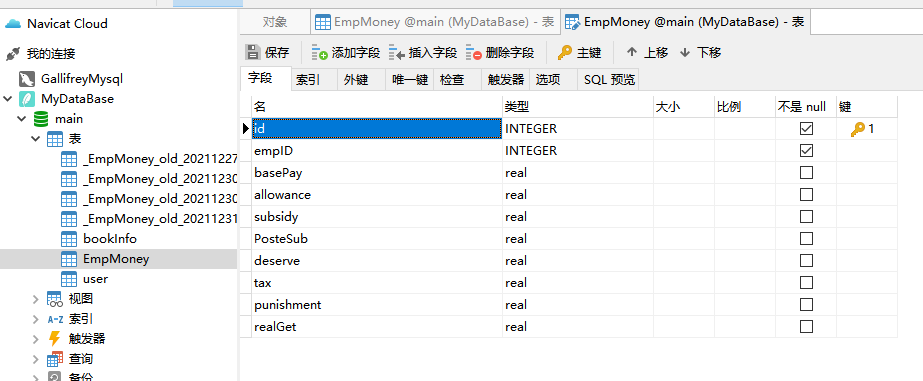 Navicat Cloud
我的连接
GallifreyMysql
MyDataBase
main
表
_EmpMoney_old_20211227
_EmpMoney_old_20211230
_EmpMoney_old_20211230
_EmpMoney_old_20211231
bookInfo
EmpMoney
user
视图
索引
触发器
查询
备份
对象 EmpMoney @main (MyDataBase) - 表 EmpMoney @main (MyDataBase) - 表
保存 添加字段 插入字段 删除字段 主键 上移 下移
字段 索引 外键 唯一键 检查 触发器 选项 SQL 预览
名 类型 大小 比例 不是 null 键
id INTEGER 1
empID INTEGER
basePay real
allowance real
subsidy real
PosteSub real
deserve real
tax real
punishment real
realGet real